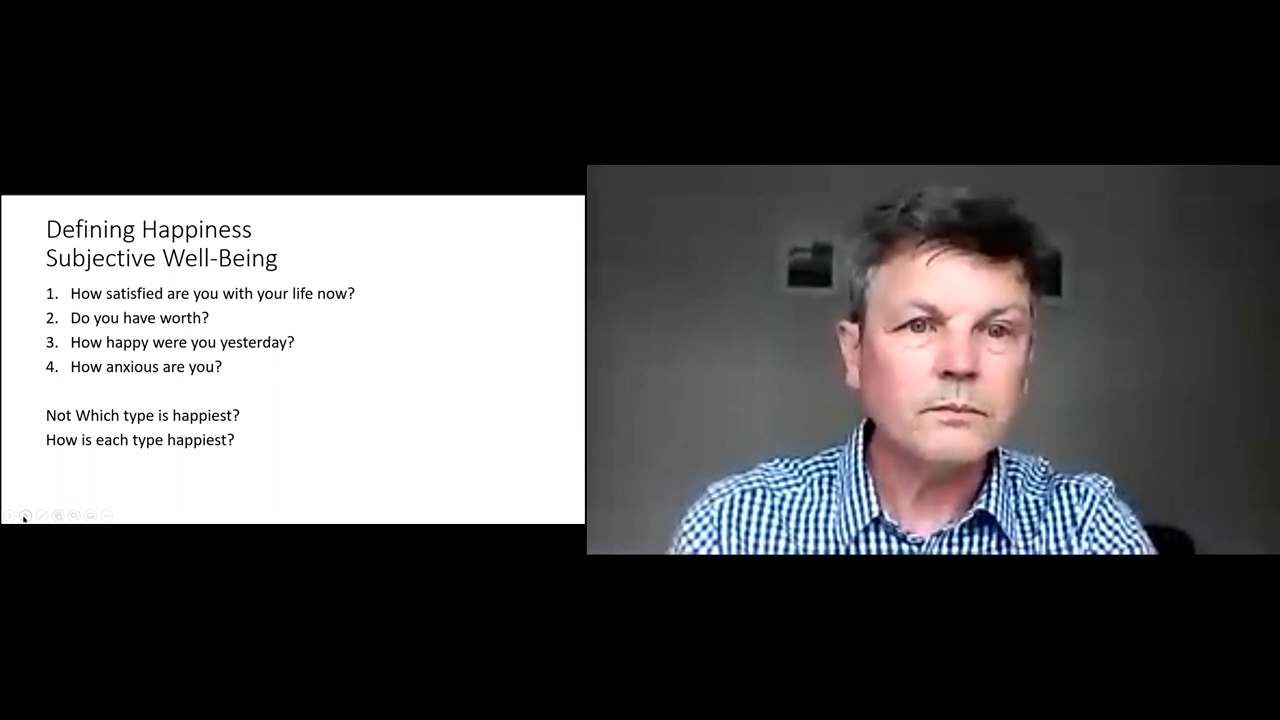 Defining Happiness
Subjective Well-Being
1. How satisfied are you with your life now?
2. Do you have worth?
3. How happy were you yesterday?
4. How anxious are you?
Not Which type is happiest?
How is each type happiest?